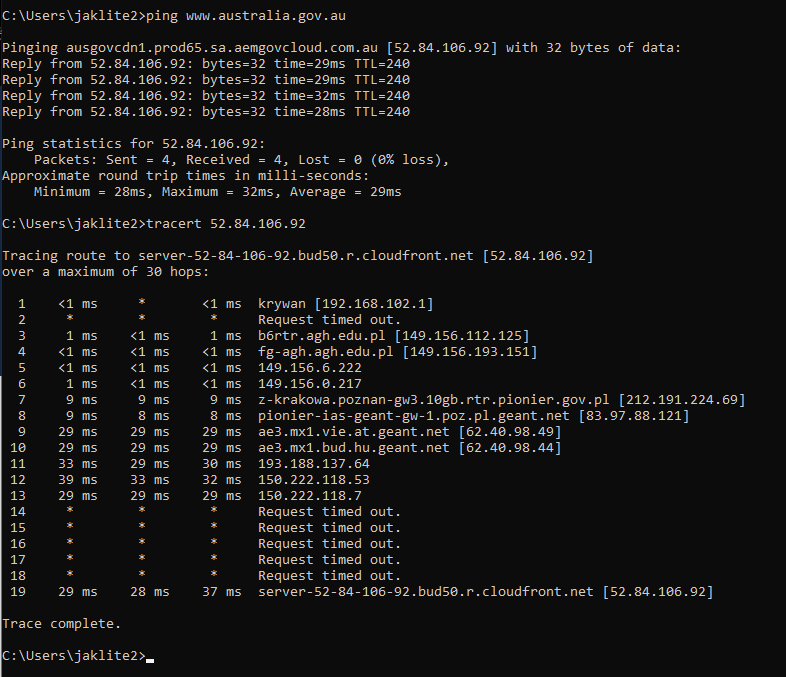 C:\Users\jaklite2>ping www.australia.gov.au
Pinging ausgovcdn1.prod65.sa.aemgovcloud.com.au [52.84.106.92] with 32 bytes of data:
Reply from 52.84.106.92: bytes=32 time=29ms TTL=240
Reply from 52.84.106.92: bytes=32 time=29ms TTL=240
Reply from 52.84.106.92: bytes=32 time=32ms TTL=240
Reply from 52.84.106.92: bytes=32 time=28ms TTL=240
Ping statistics for 52.84.106.92:
    Packets: Sent = 4, Received = 4, Lost = 0 (0% loss),
Approximate round trip times in milli-seconds:
    Minimum = 28ms, Maximum = 32ms, Average = 29ms
C:\Users\jaklite2>tracert 52.84.106.92
Tracing route to server-52-84-106-92.bud50.r.cloudfront.net [52.84.106.92]
over a maximum of 30 hops:
  1    <1 ms     *       <1 ms  krywan [192.168.102.1]
  2     *        *        *     Request timed out.
  3     1 ms    <1 ms     1 ms  b6rtr.agh.edu.pl [149.156.112.125]
  4    <1 ms    <1 ms    <1 ms  fg-agh.agh.edu.pl [149.156.193.151]
  5    <1 ms    <1 ms    <1 ms  149.156.6.222
  6     1 ms    <1 ms    <1 ms  149.156.0.217
  7     9 ms     9 ms     9 ms  z-krakowa.poznan-gw3.10gb.rtr.pionier.gov.pl [212.191.224.69]
  8     9 ms     8 ms     8 ms  pionier-ias-geant-gw-1.poz.pl.geant.net [83.97.88.121]
  9    29 ms    29 ms    29 ms  ae3.mx1.vie.at.geant.net [62.40.98.49]
 10    29 ms    29 ms    29 ms  ae3.mx1.bud.hu.geant.net [62.40.98.44]
 11    33 ms    29 ms    30 ms  193.188.137.64
 12    39 ms    33 ms    32 ms  150.222.118.53
 13    29 ms    29 ms    29 ms  150.222.118.7
 14     *        *        *     Request timed out.
 15     *        *        *     Request timed out.
 16     *        *        *     Request timed out.
 17     *        *        *     Request timed out.
 18     *        *        *     Request timed out.
 19    29 ms    28 ms    37 ms  server-52-84-106-92.bud50.r.cloudfront.net [52.84.106.92]
Trace complete.
C:\Users\jaklite2>